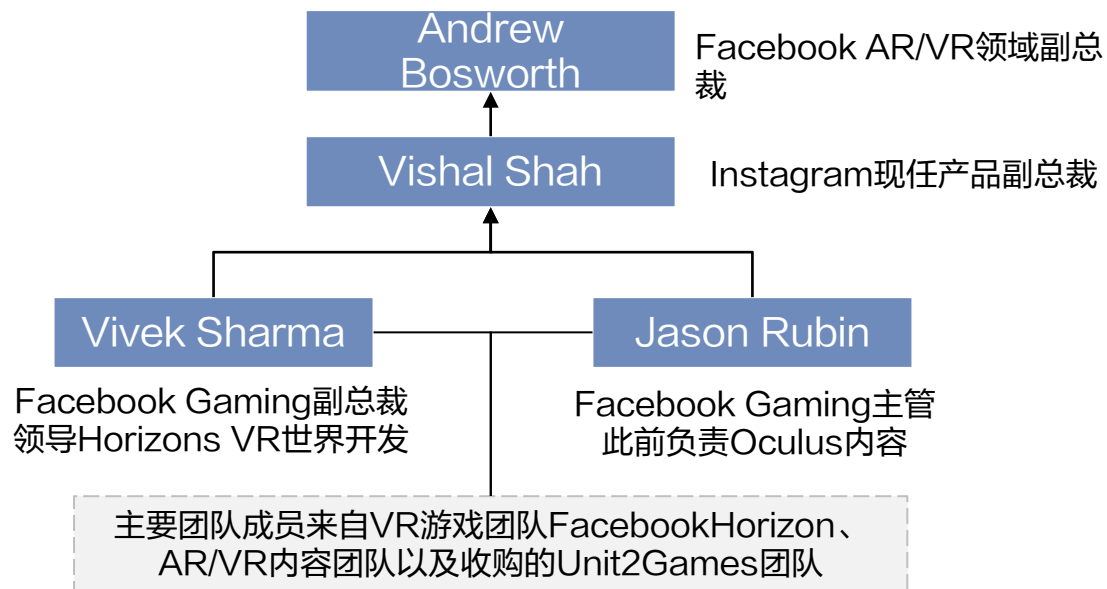 Andrew
Bosworth
Facebook AR/VR领域副总
裁
Vishal Shah
Instagram现任产品副总裁
Vivek Sharma
Jason Rubin
Facebook Gaming副总裁
领导Horizons VR世界开发
Facebook Gaming主管
此前负责Oculus内容
主要团队成员来自VR游戏团队FacebookHorizon、
AR/VR内容团队以及收购的Unit2Games团队